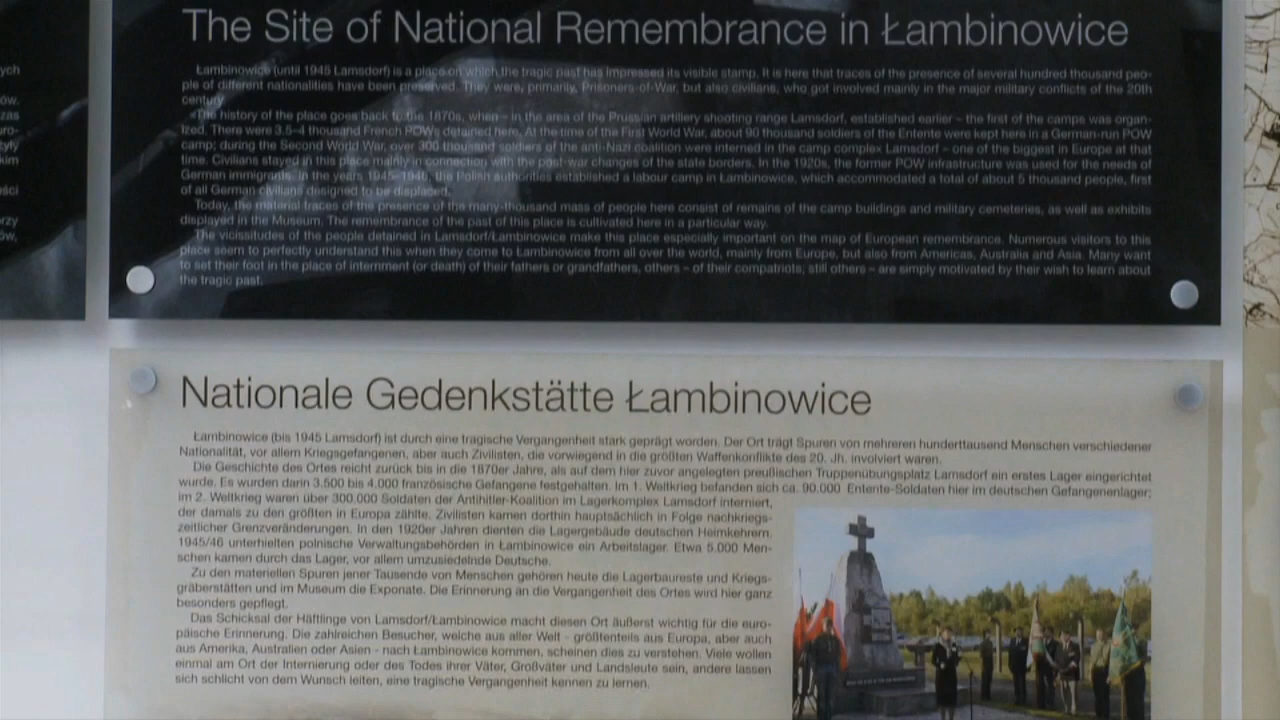 The Site of National Remembrance in Łambinowice
ych
Łambinowice (until 1945 Lamsdorf) is a place on which the tragic past has impressed its visible stamp. It is here that traces of the presence of several hundred thousand peo-
ple of different nationalities have been preserved. They were, primarily, Prisoners-of-War, but also civilians, who got involved mainly in the major military conflicts of the 20th
ów.
century.
zas
The history of the place goes back to the 1870s, when – in the area of the Prussian artillery shooting range Lamsdorf, established earlier – the first of the camps was organ-
uro-
ized. There were 3.5–4 thousand French POWs detained here. At the time of the First World War, about 90 thousand soldiers of the Entente were kept here in a German-run POW
tyły
camp; during the Second World War, over 300 thousand soldiers of the anti-Nazi coalition were interned in the camp complex Lamsdorf – one of the biggest in Europe at that
kim
time. Civilians stayed in this place mainly in connection with the post-war changes of the state borders. In the 1920s, the former POW infrastructure was used for the needs of
German immigrants. In the years 1945–1946, the Polish authorities established a labour camp in Łambinowice, which accommodated a total of about 5 thousand people, first
ości
of all German civilians designed to be displaced.
Today, the material traces of the presence of the many-thousand mass of people here consist of remains of the camp buildings and military cemeteries, as well as exhibits
rzy
displayed in the Museum. The remembrance of the past of this place is cultivated here in a particular way.
ów,
The vicissitudes of the people detained in Lamsdorf/Łambinowice make this place especially important on the map of European remembrance. Numerous visitors to this
place seem to perfectly understand this when they come to Łambinowice from all over the world, mainly from Europe, but also from Americas, Australia and Asia. Many want
to set their foot in the place of internment (or death) of their fathers or grandfathers, others – of their compatriots, still others – are simply motivated by their wish to learn about
the tragic past.
Nationale Gedenkstätte Łambinowice
Łambinowice (bis 1945 Lamsdorf) ist durch eine tragische Vergangenheit stark geprägt worden. Der Ort trägt Spuren von mehreren hunderttausend Menschen verschiedener
Nationalität, vor allem Kriegsgefangenen, aber auch Zivilisten, die vorwiegend in die größten Waffenkonflikte des 20. Jh. involviert waren.
Die Geschichte des Ortes reicht zurück bis in die 1870er Jahre, als auf dem hier zuvor angelegten preußischen Truppenübungsplatz Lamsdorf ein erstes Lager eingerichtet
wurde. Es wurden darin 3.500 bis 4.000 französische Gefangene festgehalten. Im 1. Weltkrieg befanden sich ca. 90.000 Entente-Soldaten hier im deutschen Gefangenenlager;
im 2. Weltkrieg waren über 300.000 Soldaten der Antihitler-Koalition im Lagerkomplex Lamsdorf interniert,
der damals zu den größten in Europa zählte. Zivilisten kamen dorthin hauptsächlich in Folge nachkriegs-
zeitlicher Grenzveränderungen. In den 1920er Jahren dienten die Lagergebäude deutschen Heimkehrern.
1945/46 unterhielten polnische Verwaltungsbehörden in Łambinowice ein Arbeitslager. Etwa 5.000 Men-
schen kamen durch das Lager, vor allem umzusiedelnde Deutsche.
Zu den materiellen Spuren jener Tausende von Menschen gehören heute die Lagerbaureste und Kriegs-
gräberstätten und im Museum die Exponate. Die Erinnerung an die Vergangenheit des Ortes wird hier ganz
besonders gepflegt.
Das Schicksal der Häftlinge von Lamsdorf/Łambinowice macht diesen Ort äußerst wichtig für die euro-
päische Erinnerung. Die zahlreichen Besucher, welche aus aller Welt - größtenteils aus Europa, aber auch
aus Amerika, Australien oder Asien - nach Łambinowice kommen, scheinen dies zu verstehen. Viele wollen
einmal am Ort der Internierung oder des Todes ihrer Väter, Großväter und Landsleute sein, andere lassen
sich schlicht von dem Wunsch leiten, eine tragische Vergangenheit kennen zu lernen.